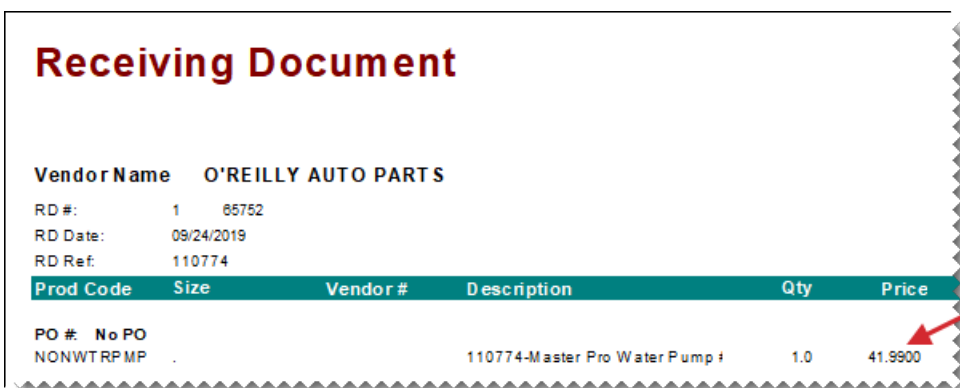 Receiving Document
Vendor Name O'REILLY AUTO PARTS
RD #: 1 65752
RD Date: 09/24/2019
RD Ref: 110774
Prod Code Size Vendor # Description Qty Price
PO #: No PO
NONWTRPMP . 110774-Master Pro Water Pump # 1.0 41.9900